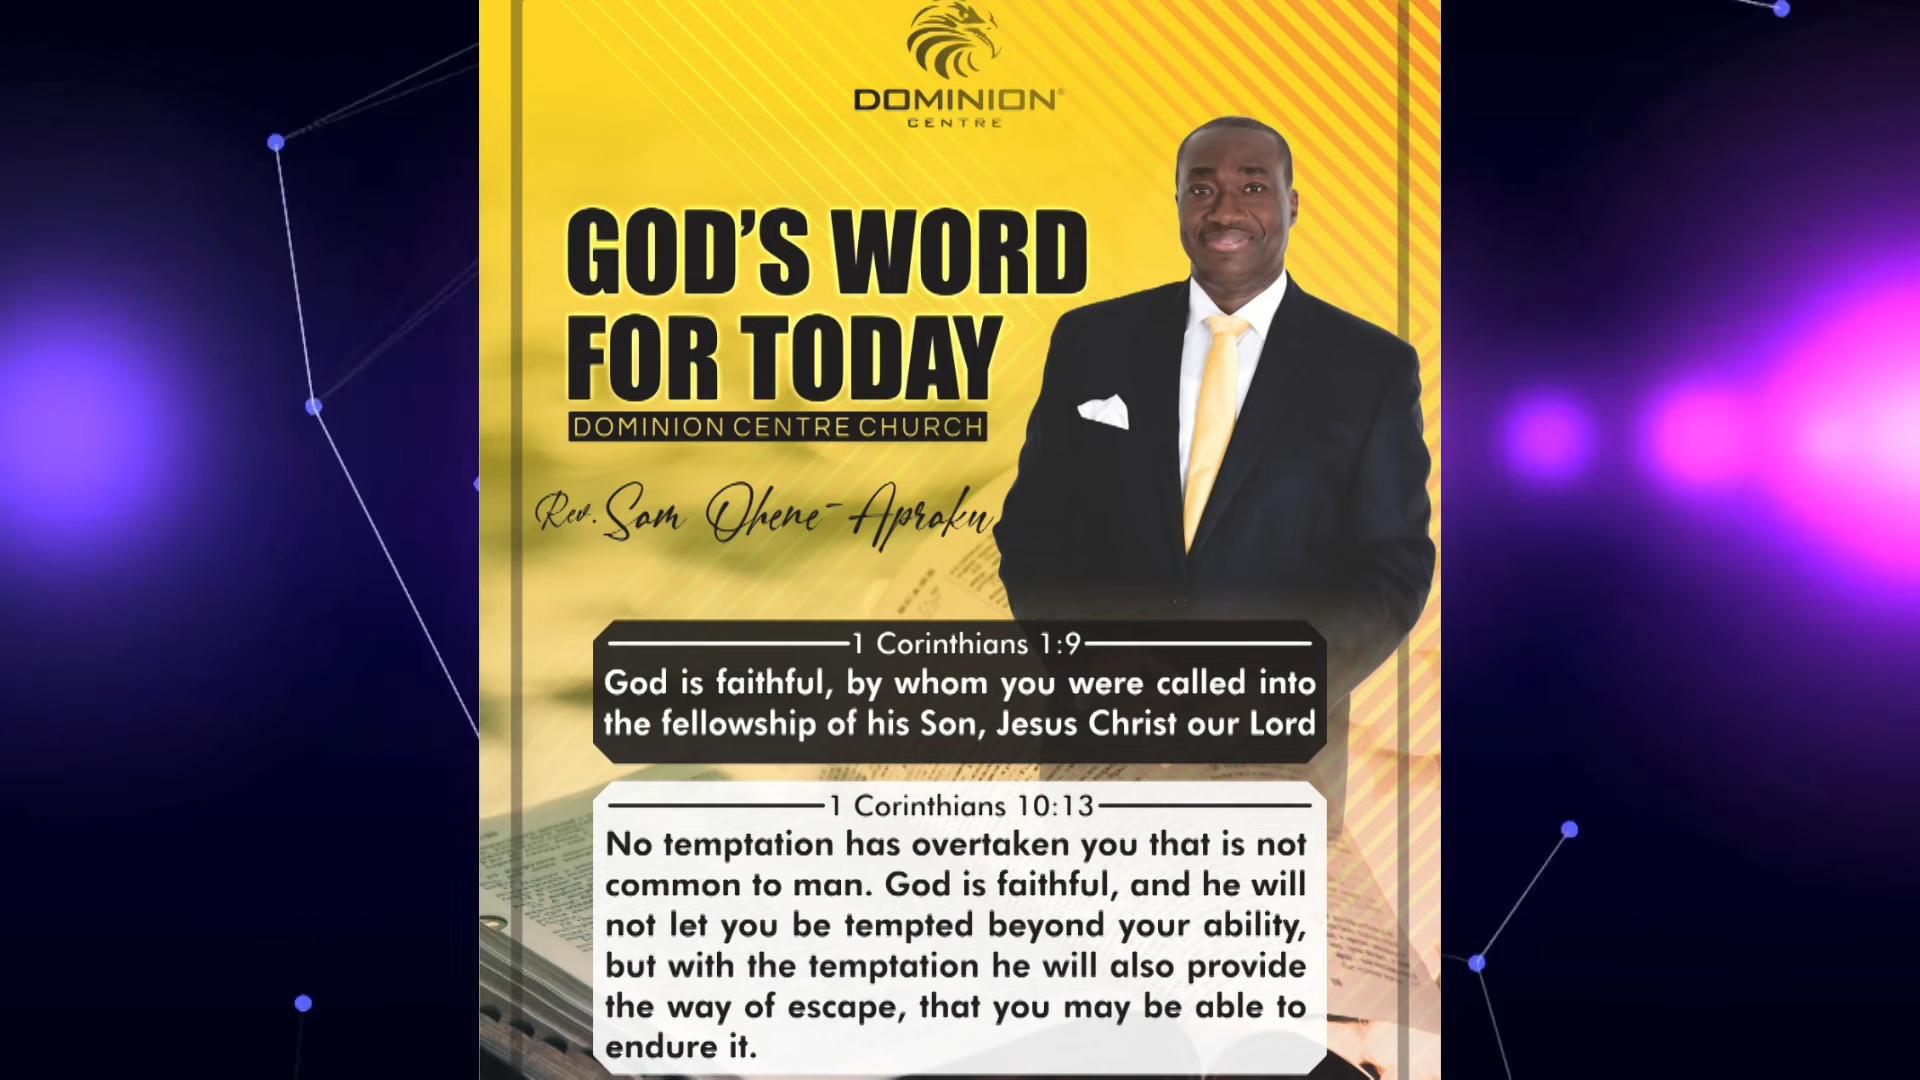 DOMINION®
CENTRE
GOD'S WORD
FOR TODAY
DOMINION CENTRE CHURCH
Rev. Sam Ohene-Apraku
1 Corinthians 1:9
God is faithful, by whom you were called into
the fellowship of his Son, Jesus Christ our Lord
1 Corinthians 10:13
No temptation has overtaken you that is not
common to man. God is faithful, and he will
not let you be tempted beyond your ability,
but with the temptation he will also provide
the way of escape, that you may be able to
endure it.